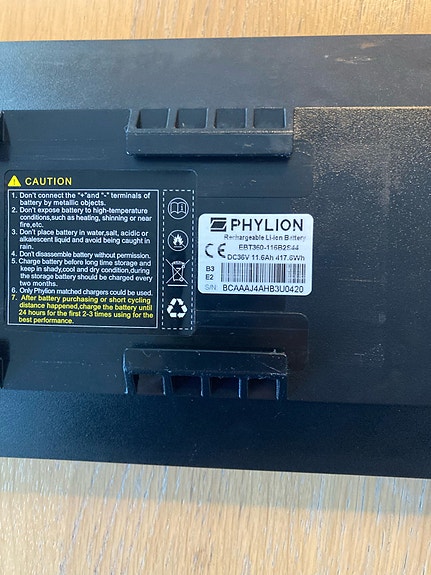 CAUTION
1. Don't connect the "+"and "-" terminals of
battery by metallic objects.
2. Don't expose battery to high-temperature
conditions,such as heating, shinning or near
fire,etc.
3. Don't place battery in water,salt, acidic or
alkalescent liquid and avoid being caught in
rain.
4. Don't disassemble battery without permission.
5. Charge battery before long time storage and
keep in shady,cool and dry condition,during
the storage battery should be charged every
two months.
6. Only Phylion matched chargers could be used.
7. After battery purchasing or short cycling
distance happened,charge the battery until
24 hours for the first 2-3 times using for the
best performance.
PHYLION
Rechargeable Li-ion Battery
CE EBT360-116B2S44
DC36V 11.6Ah 417.6Wh
B3
E2
S/N: BCAAAJ4AHB3U0420